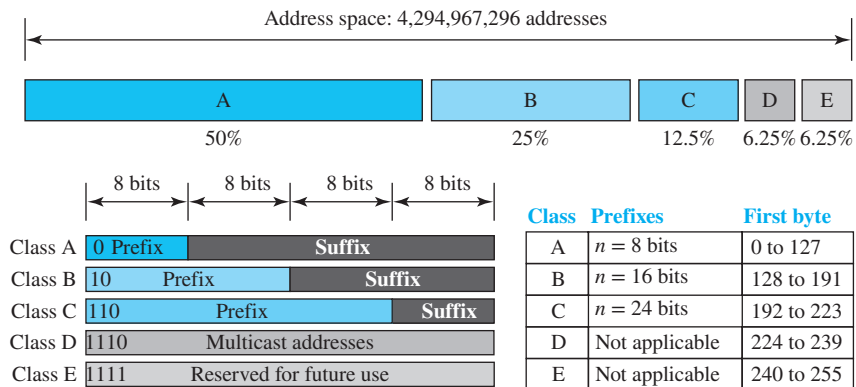 Address space: 4,294,967,296 addresses
A B C D E
50% 25% 12.5% 6.25% 6.25%
8 bits 8 bits 8 bits 8 bits
Class A 0 Prefix Suffix
Class B 10 Prefix Suffix
Class C 110 Prefix Suffix
Class D 1110 Multicast addresses
Class E 1111 Reserved for future use
Class Prefixes First byte
A n = 8 bits 0 to 127
B n = 16 bits 128 to 191
C n = 24 bits 192 to 223
D Not applicable 224 to 239
E Not applicable 240 to 255